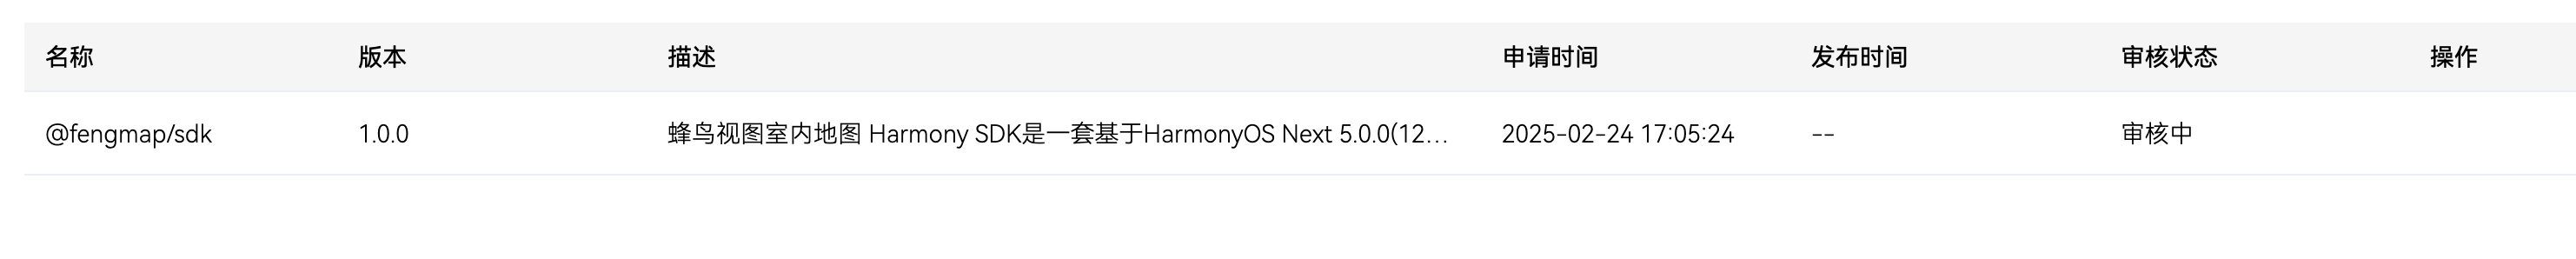 名称 版本 描述 申请时间 发布时间 审核状态 操作
@fengmap/sdk 1.0.0 蜂鸟视图室内地图 Harmony SDK是一套基于HarmonyOS Next 5.0.0(12... 2025-02-24 17:05:24 -- 审核中